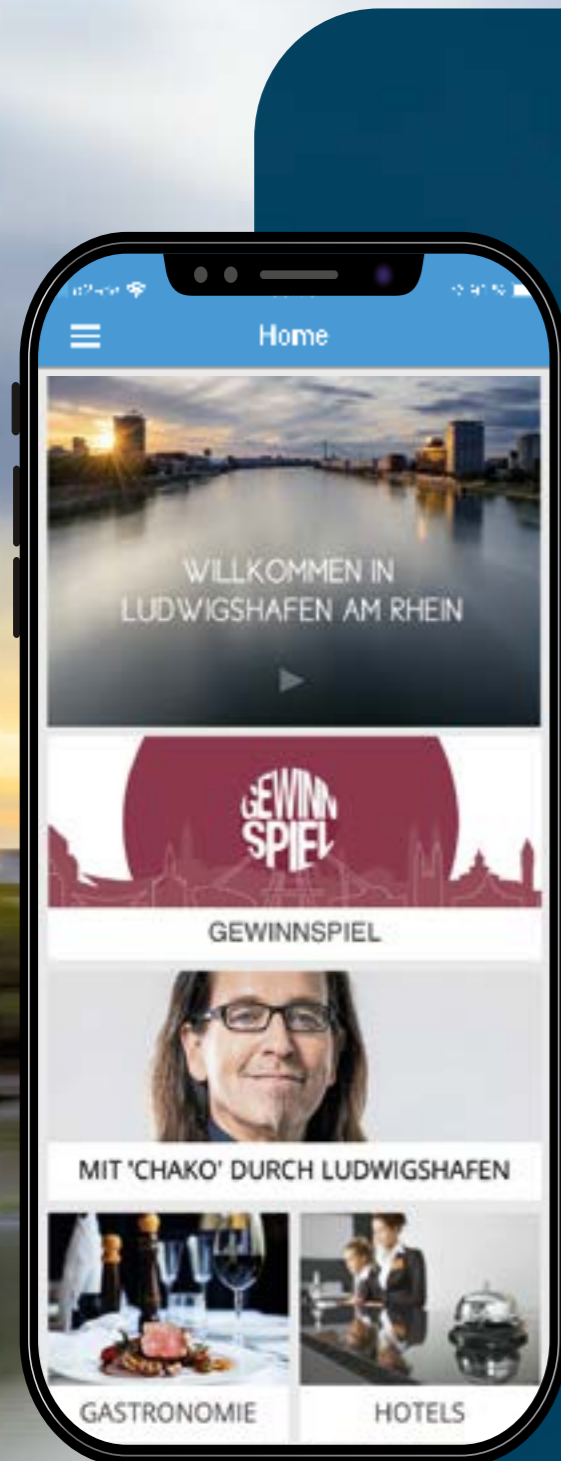 Home
WILLKOMMEN IN
LUDWIGSHAFEN AM RHEIN
GEWINN
SPIEL
GEWINNSPIEL
MIT 'CHAKO' DURCH LUDWIGSHAFEN
GASTRONOMIE
HOTELS